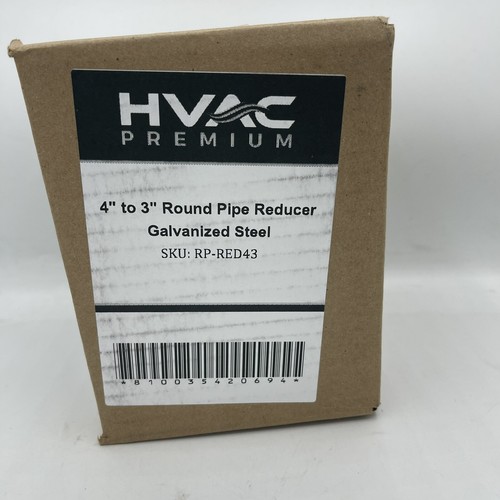 HVAC
PREMIUM
4" to 3" Round Pipe Reducer
Galvanized Steel
SKU: RP-RED43
*810035420694*